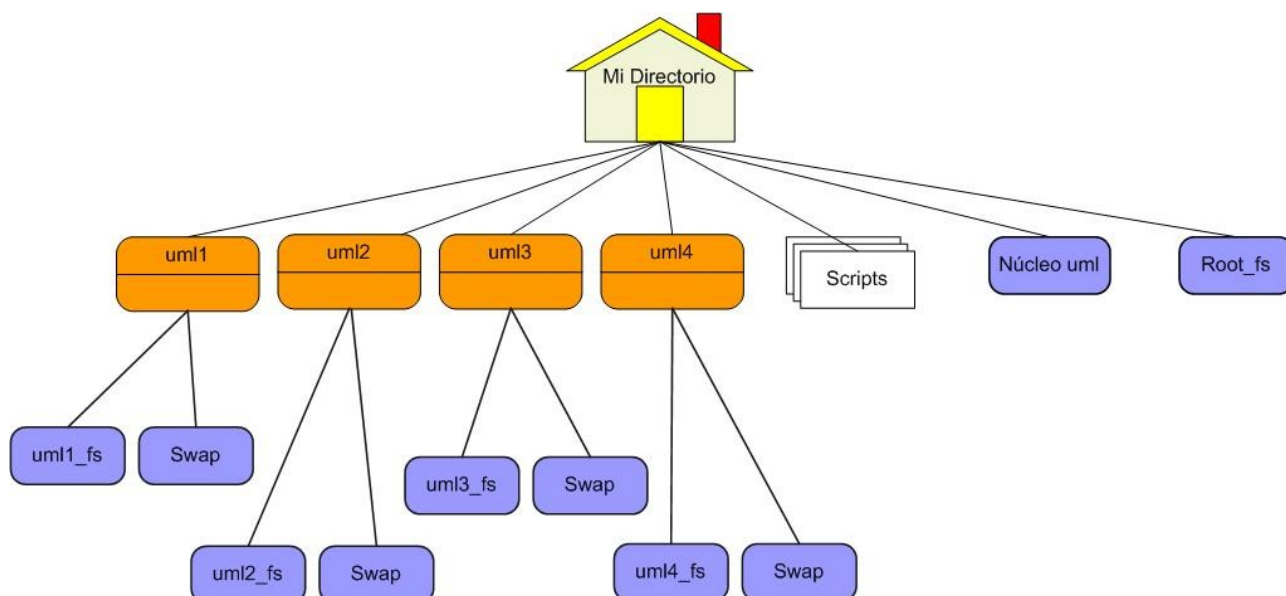 Mi Directorio
uml1
uml2
uml3
uml4
Scripts
Núcleo uml
Root_fs
uml1_fs
Swap
uml3_fs
Swap
uml2_fs
Swap
uml4_fs
Swap